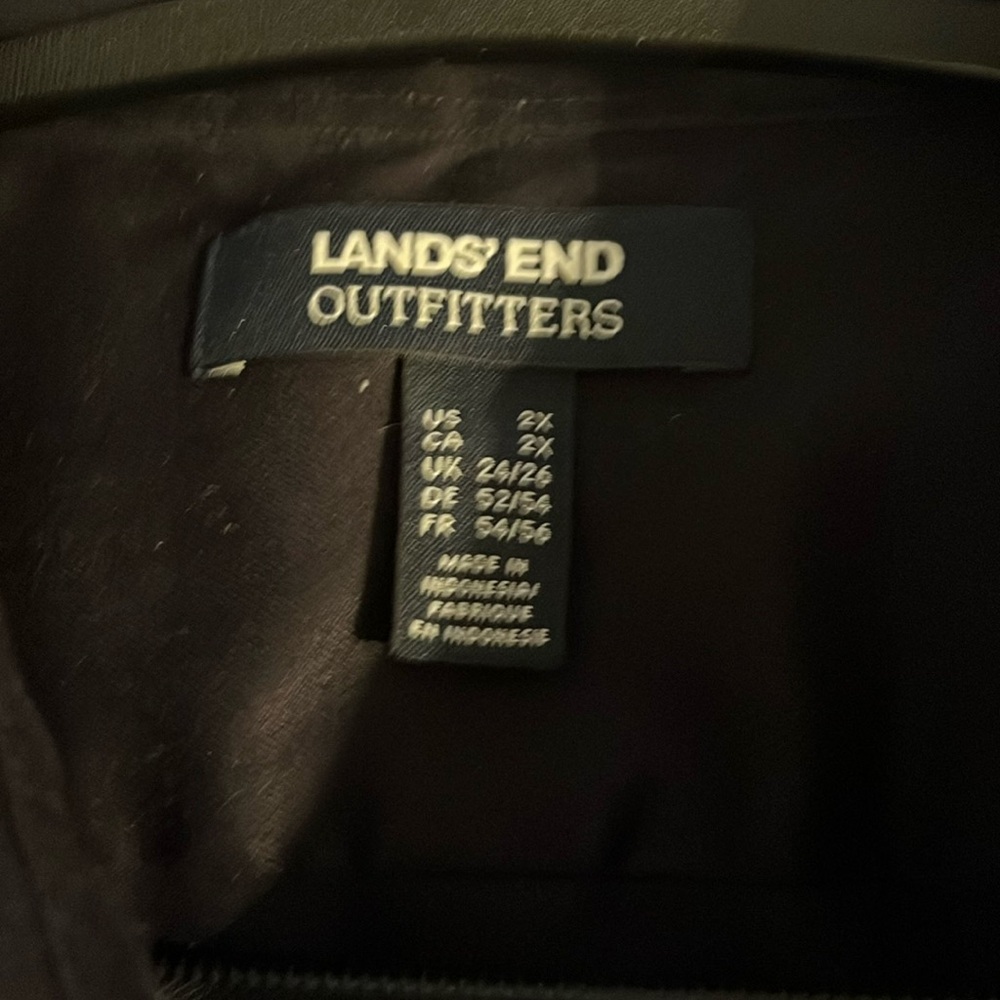 LANDS' END
OUTFITTERS
US 2X
CA 2X
UK 24/26
DE 52/54
FR 54/56
MADE IN
INDONESIA/
FABRIQUE
EN INDONESIE